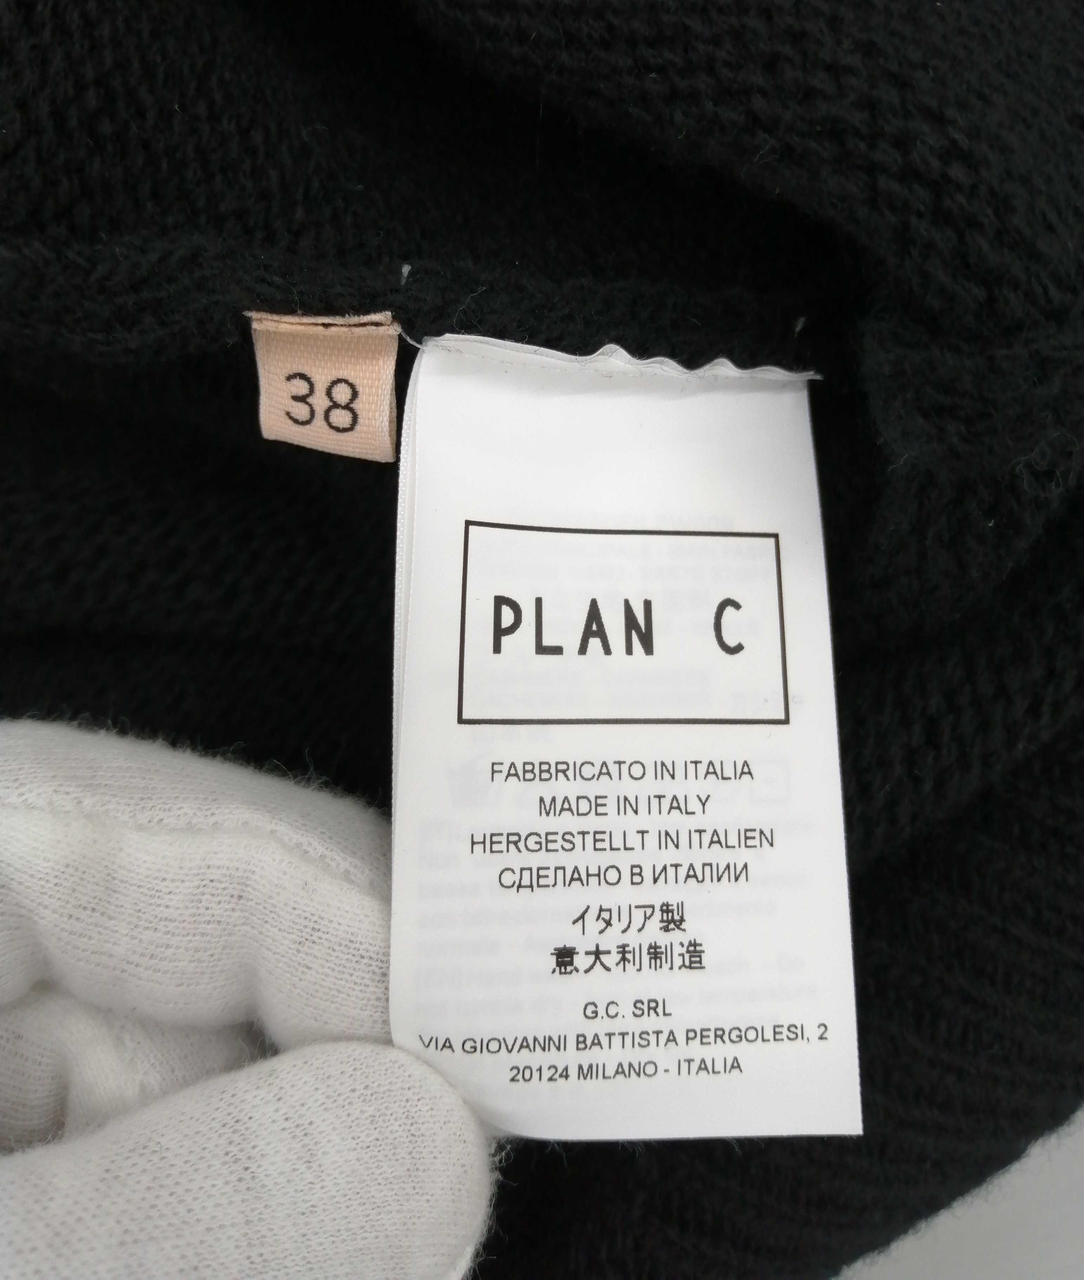 38
PLAN C
FABBRICATO IN ITALIA
MADE IN ITALY
HERGESTELLT IN ITALIEN
СДЕЛАНО В ИТАЛИИ
イタリア製
意大利制造
G.C. SRL
VIA GIOVANNI BATTISTA PERGOLESI, 2
20124 MILANO - ITALIA